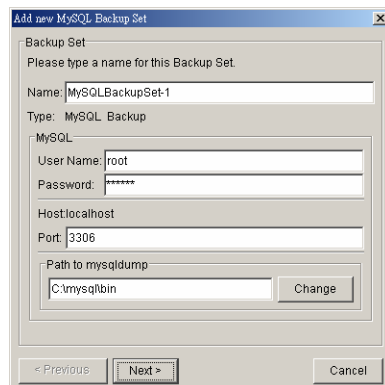 Add new MySQL Backup Set
Backup Set
Please type a name for this Backup Set.
Name: MySQLBackupSet-1
Type: MySQL Backup
MySQL
User Name: root
Password: ******
Host:localhost
Port: 3306
Path to mysqldump
C:\mysql\bin
Change
< Previous
Next >
Cancel